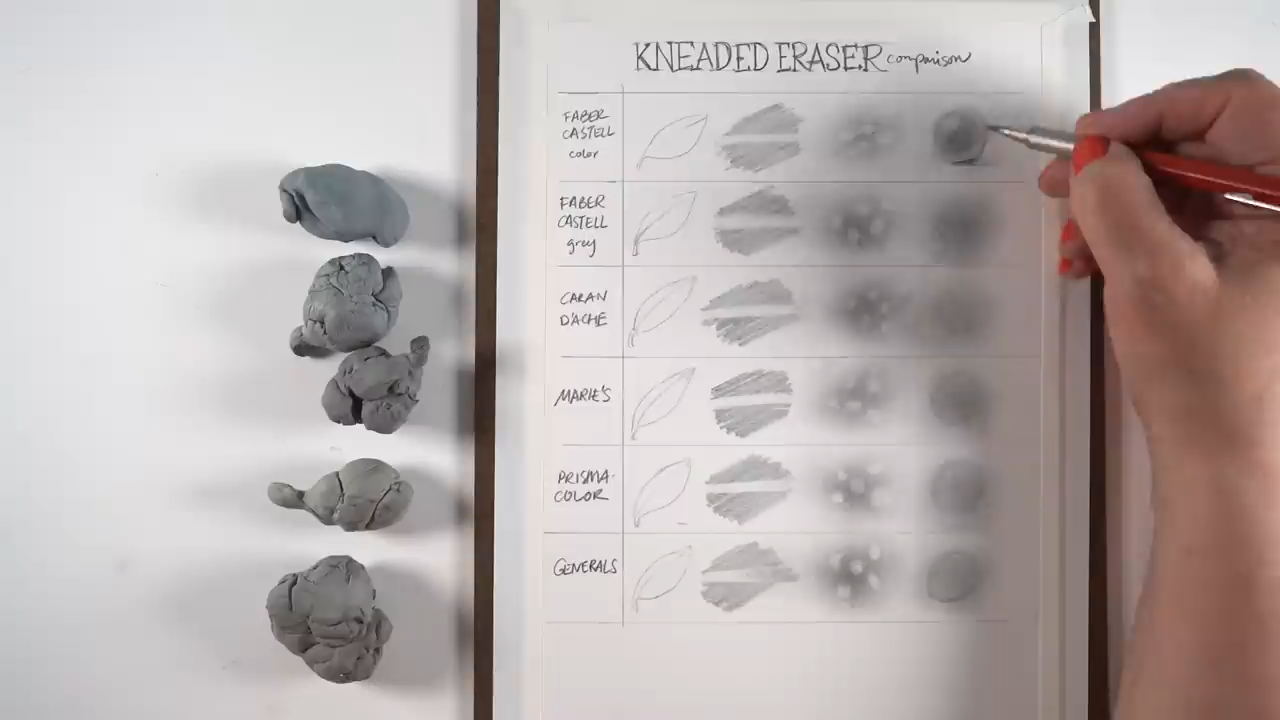 KNEADED ERASER comparison
FABER
CASTELL
color
FABER
CASTELL
grey
CARAN
D'ACHE
MARIE'S
PRISMA-
COLOR
GENERALS